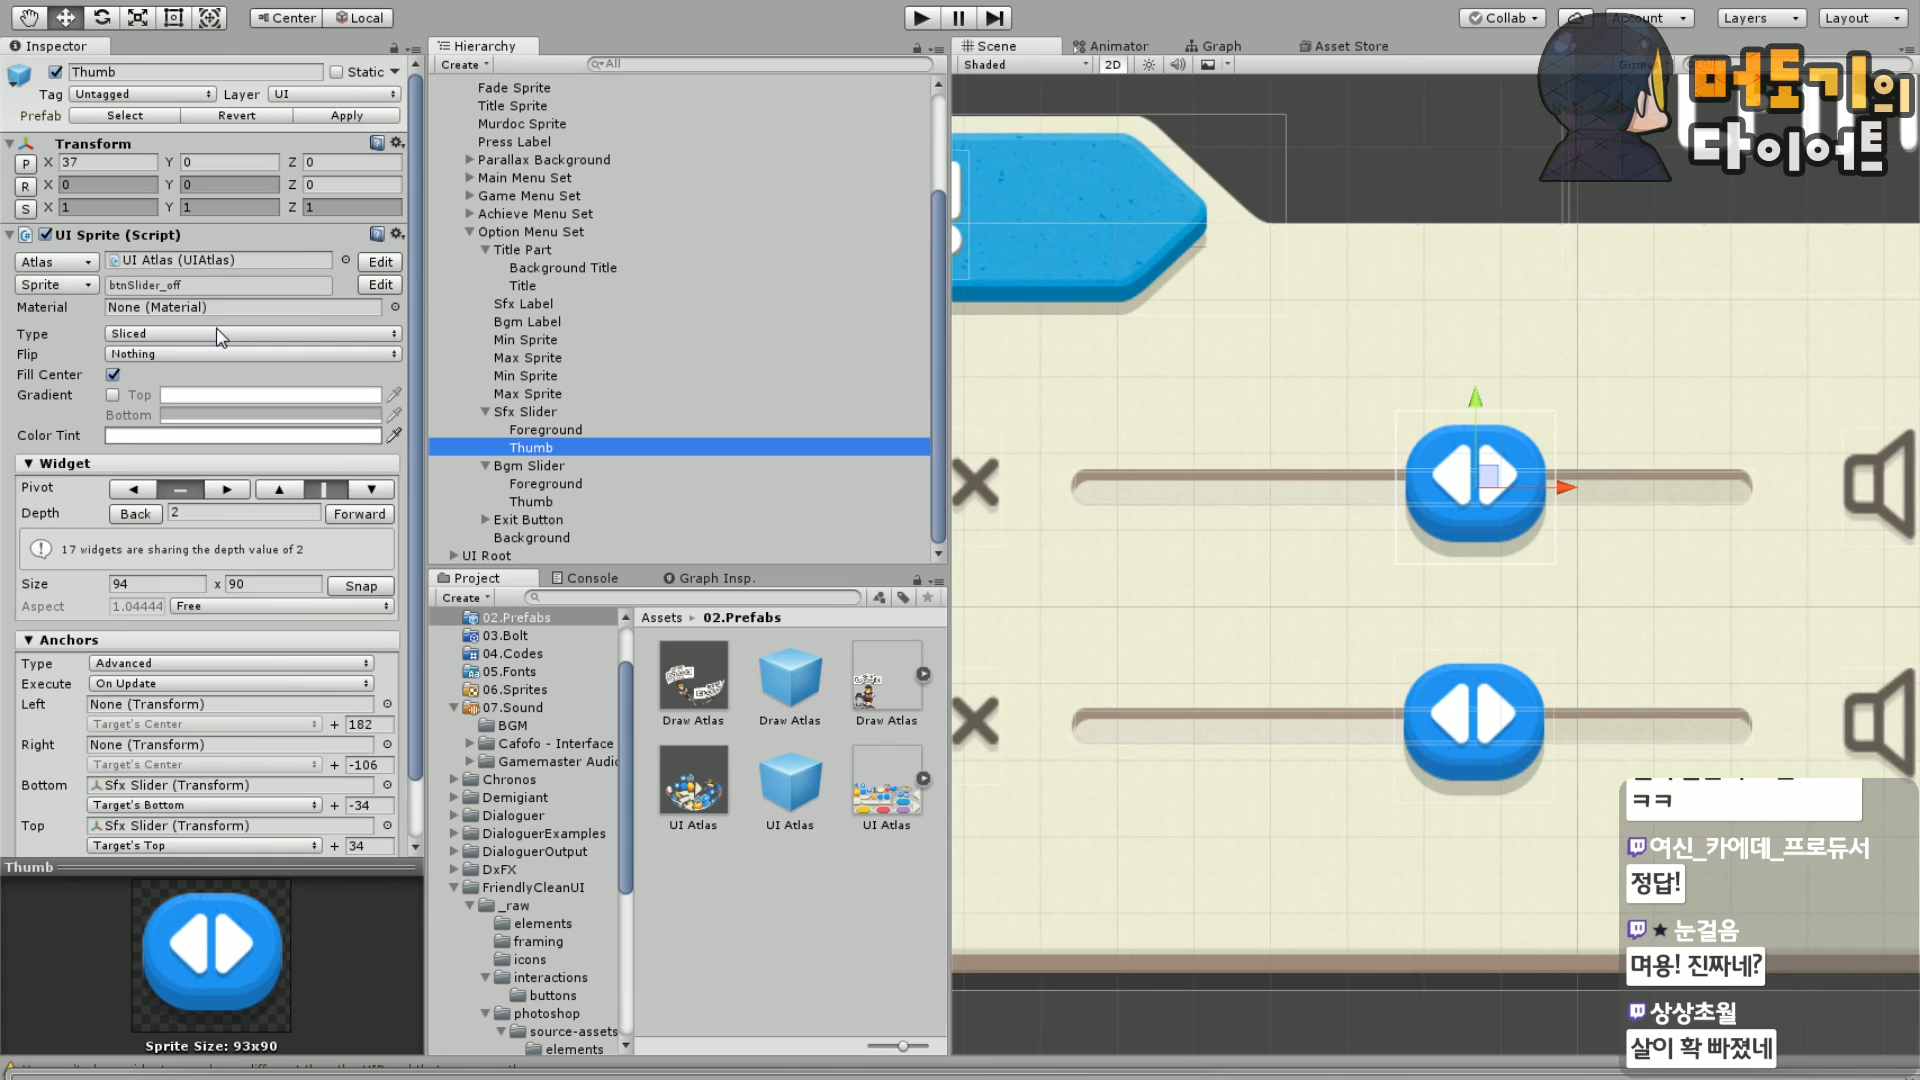 Center
Local
Collab
Account
Layers
Layout
Inspector
Thumb
Static
Tag
Untagged
Layer
UI
Prefab
Select
Revert
Apply
Transform
P X 37 Y 0 Z 0
R X 0 Y 0 Z 0
S X 1 Y 1 Z 1
UI Sprite (Script)
Atlas
UI Atlas (UIAtlas)
Edit
Sprite
btnSlider_off
Edit
Material
None (Material)
Type
Sliced
Flip
Nothing
Fill Center
Gradient
Top
Bottom
Color Tint
Widget
Pivot
Depth
Back
2
Forward
17 widgets are sharing the depth value of 2
Size
94
x
90
Snap
Aspect
1.04444
Free
Anchors
Type
Advanced
Execute
On Update
Left
None (Transform)
Target's Center
+ 182
Right
None (Transform)
Target's Center
+ -106
Bottom
Sfx Slider (Transform)
Target's Bottom
+ -34
Top
Sfx Slider (Transform)
Target's Top
+ 34
Thumb
Sprite Size: 93x90
Hierarchy
Create
All
Fade Sprite
Title Sprite
Murdoc Sprite
Press Label
Parallax Background
Main Menu Set
Game Menu Set
Achieve Menu Set
Option Menu Set
Title Part
Background Title
Title
Sfx Label
Bgm Label
Min Sprite
Max Sprite
Min Sprite
Max Sprite
Sfx Slider
Foreground
Thumb
Bgm Slider
Foreground
Thumb
Exit Button
Background
UI Root
Project
Console
Graph Insp.
Create
02.Prefabs
03.Bolt
04.Codes
05.Fonts
06.Sprites
07.Sound
BGM
Cafofo - Interface
Gamemaster Audio
Chronos
Demigiant
Dialoguer
DialoguerExamples
DialoguerOutput
DxFX
FriendlyCleanUI
_raw
elements
framing
icons
interactions
buttons
photoshop
source-assets
elements
Assets
02.Prefabs
Draw Atlas
Draw Atlas
Draw Atlas
UI Atlas
UI Atlas
UI Atlas
Scene
Animator
Graph
Asset Store
Shaded
2D
Gizmos
머도기의
다이어트
ㅋㅋ
여신_카에데_프로듀서
정답!
눈걸음
며용! 진짜네?
상상초월
살이 확 빠졌네